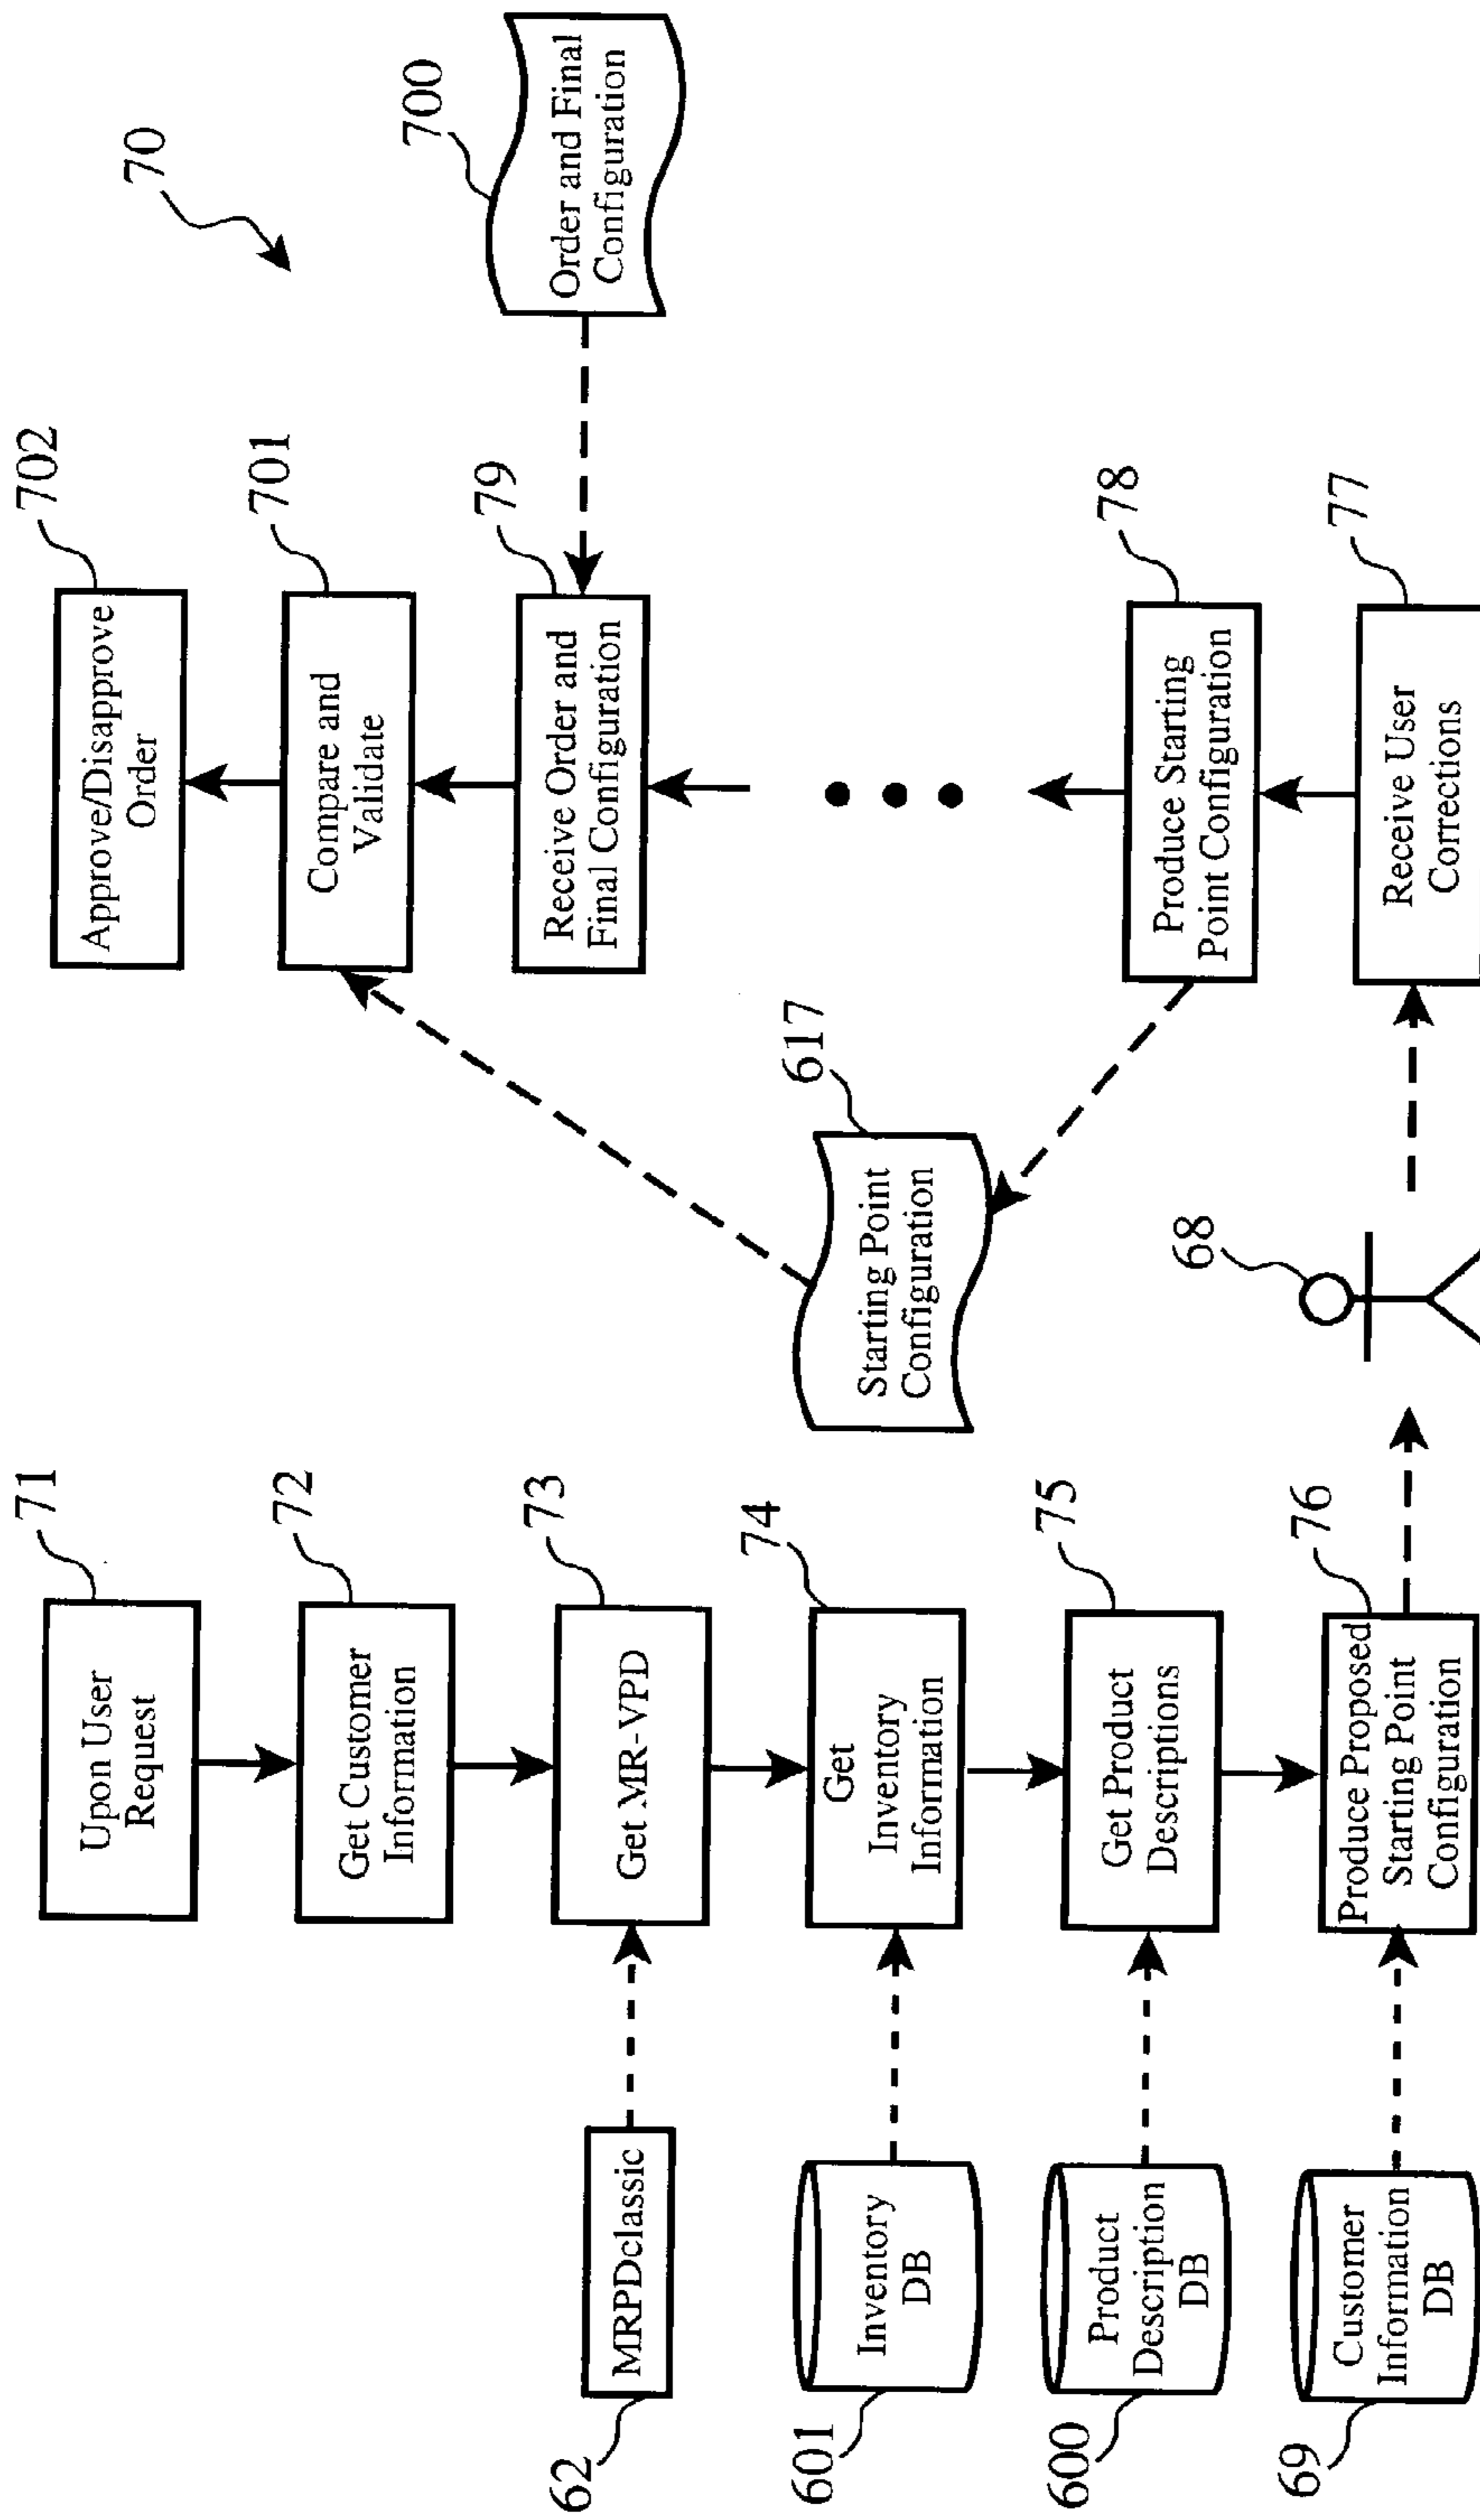 70
71
Upon User
Request
72
Get Customer
Information
62
MRPDclassic
73
Get MR-VPD
601
Inventory
DB
74
Get
Inventory
Information
600
Product
Description
DB
75
Get Product
Descriptions
69
Customer
Information
DB
76
Produce Proposed
Starting Point
Configuration
68
77
Receive User
Corrections
78
Produce Starting
Point Configuration
617
Starting Point
Configuration
79
Receive Order and
Final Configuration
700
Order and Final
Configuration
701
Compare and
Validate
702
Approve/Disapprove
Order